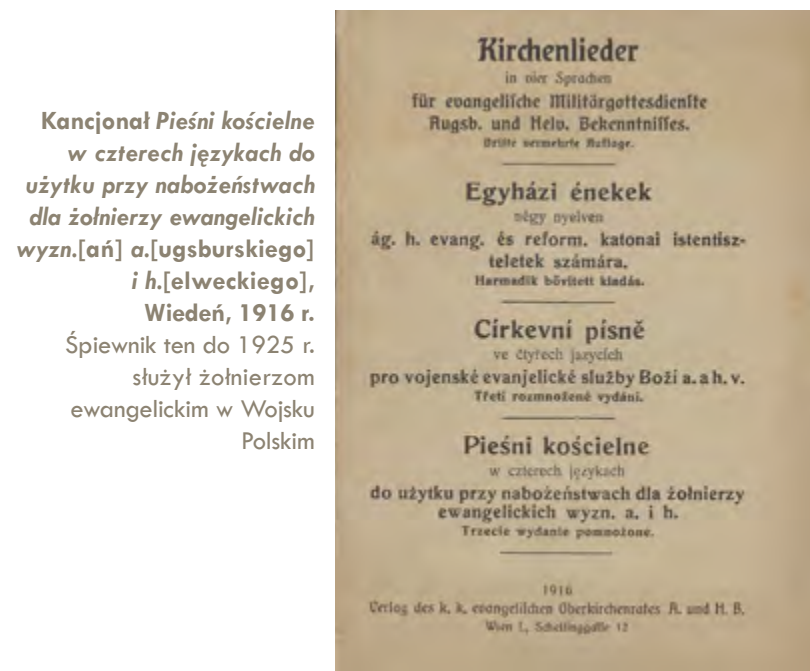 Kancjonał Pieśni kościelne
w czterech językach do
użytku przy nabożeństwach
dla żołnierzy ewangelickich
wyzn.[ań] a.[ugsburskiego]
i h.[elweckiego],
Wiedeń, 1916 r.
Śpiewnik ten do 1925 r.
służył żołnierzom
ewangelickim w Wojsku
Polskim
Kirchenlieder
in vier Sprachen
für evangelische Militärgottesdienste
Augsb. und Helv. Bekenntnisses.
Dritte vermehrte Auflage.
Egyházi énekek
négy nyelven
ág. h. evang. és reform. katonai istentisz-
teletek számára.
Harmadik bővített kiadás.
Církevní písně
ve čtyřech jazycích
pro vojenské evanjelické služby Boží a. a h. v.
Třetí rozmnožené vydání.
Pieśni kościelne
w czterech językach
do użytku przy nabożeństwach dla żołnierzy
ewangelickich wyzn. a. i h.
Trzecie wydanie pomnożone.
1916
Verlag des k. k. evangelischen Oberkirchenrates A. und H. B.
Wien I., Schellinggasse 12